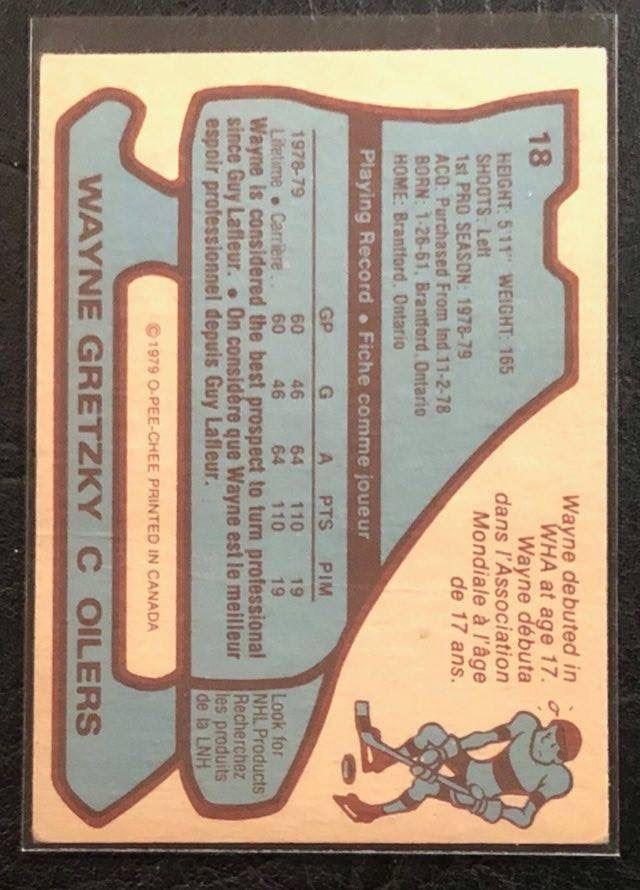 18
HEIGHT: 5'11" WEIGHT: 165
SHOOTS: Left
1st PRO SEASON: 1978-79
ACQ: Purchased From Ind. 11-2-78
BORN: 1-26-61, Brantford, Ontario
HOME: Brantford, Ontario
Wayne debuted in
WHA at age 17.
Wayne débuta
dans l'Association
Mondiale à l'âge
de 17 ans.
Playing Record • Fiche comme joueur
GP G A PTS PIM
1978-79 60 46 64 110 19
Lifetime • Carrière . . 60 46 64 110 19
Wayne is considered the best prospect to turn professional
since Guy Lafleur. • On considère que Wayne est le meilleur
espoir professionnel depuis Guy Lafleur.
Look for
NHL Products
Recherchez
les produits
de la LNH
© 1979 O-PEE-CHEE PRINTED IN CANADA
WAYNE GRETZKY C OILERS